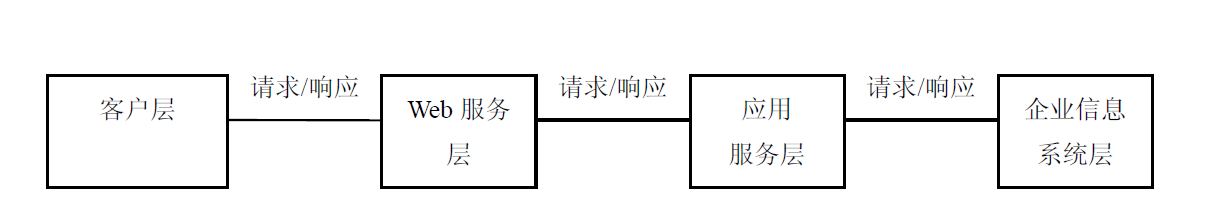 客户层
请求/响应
Web 服务
层
请求/响应
应用
服务层
请求/响应
企业信息
系统层